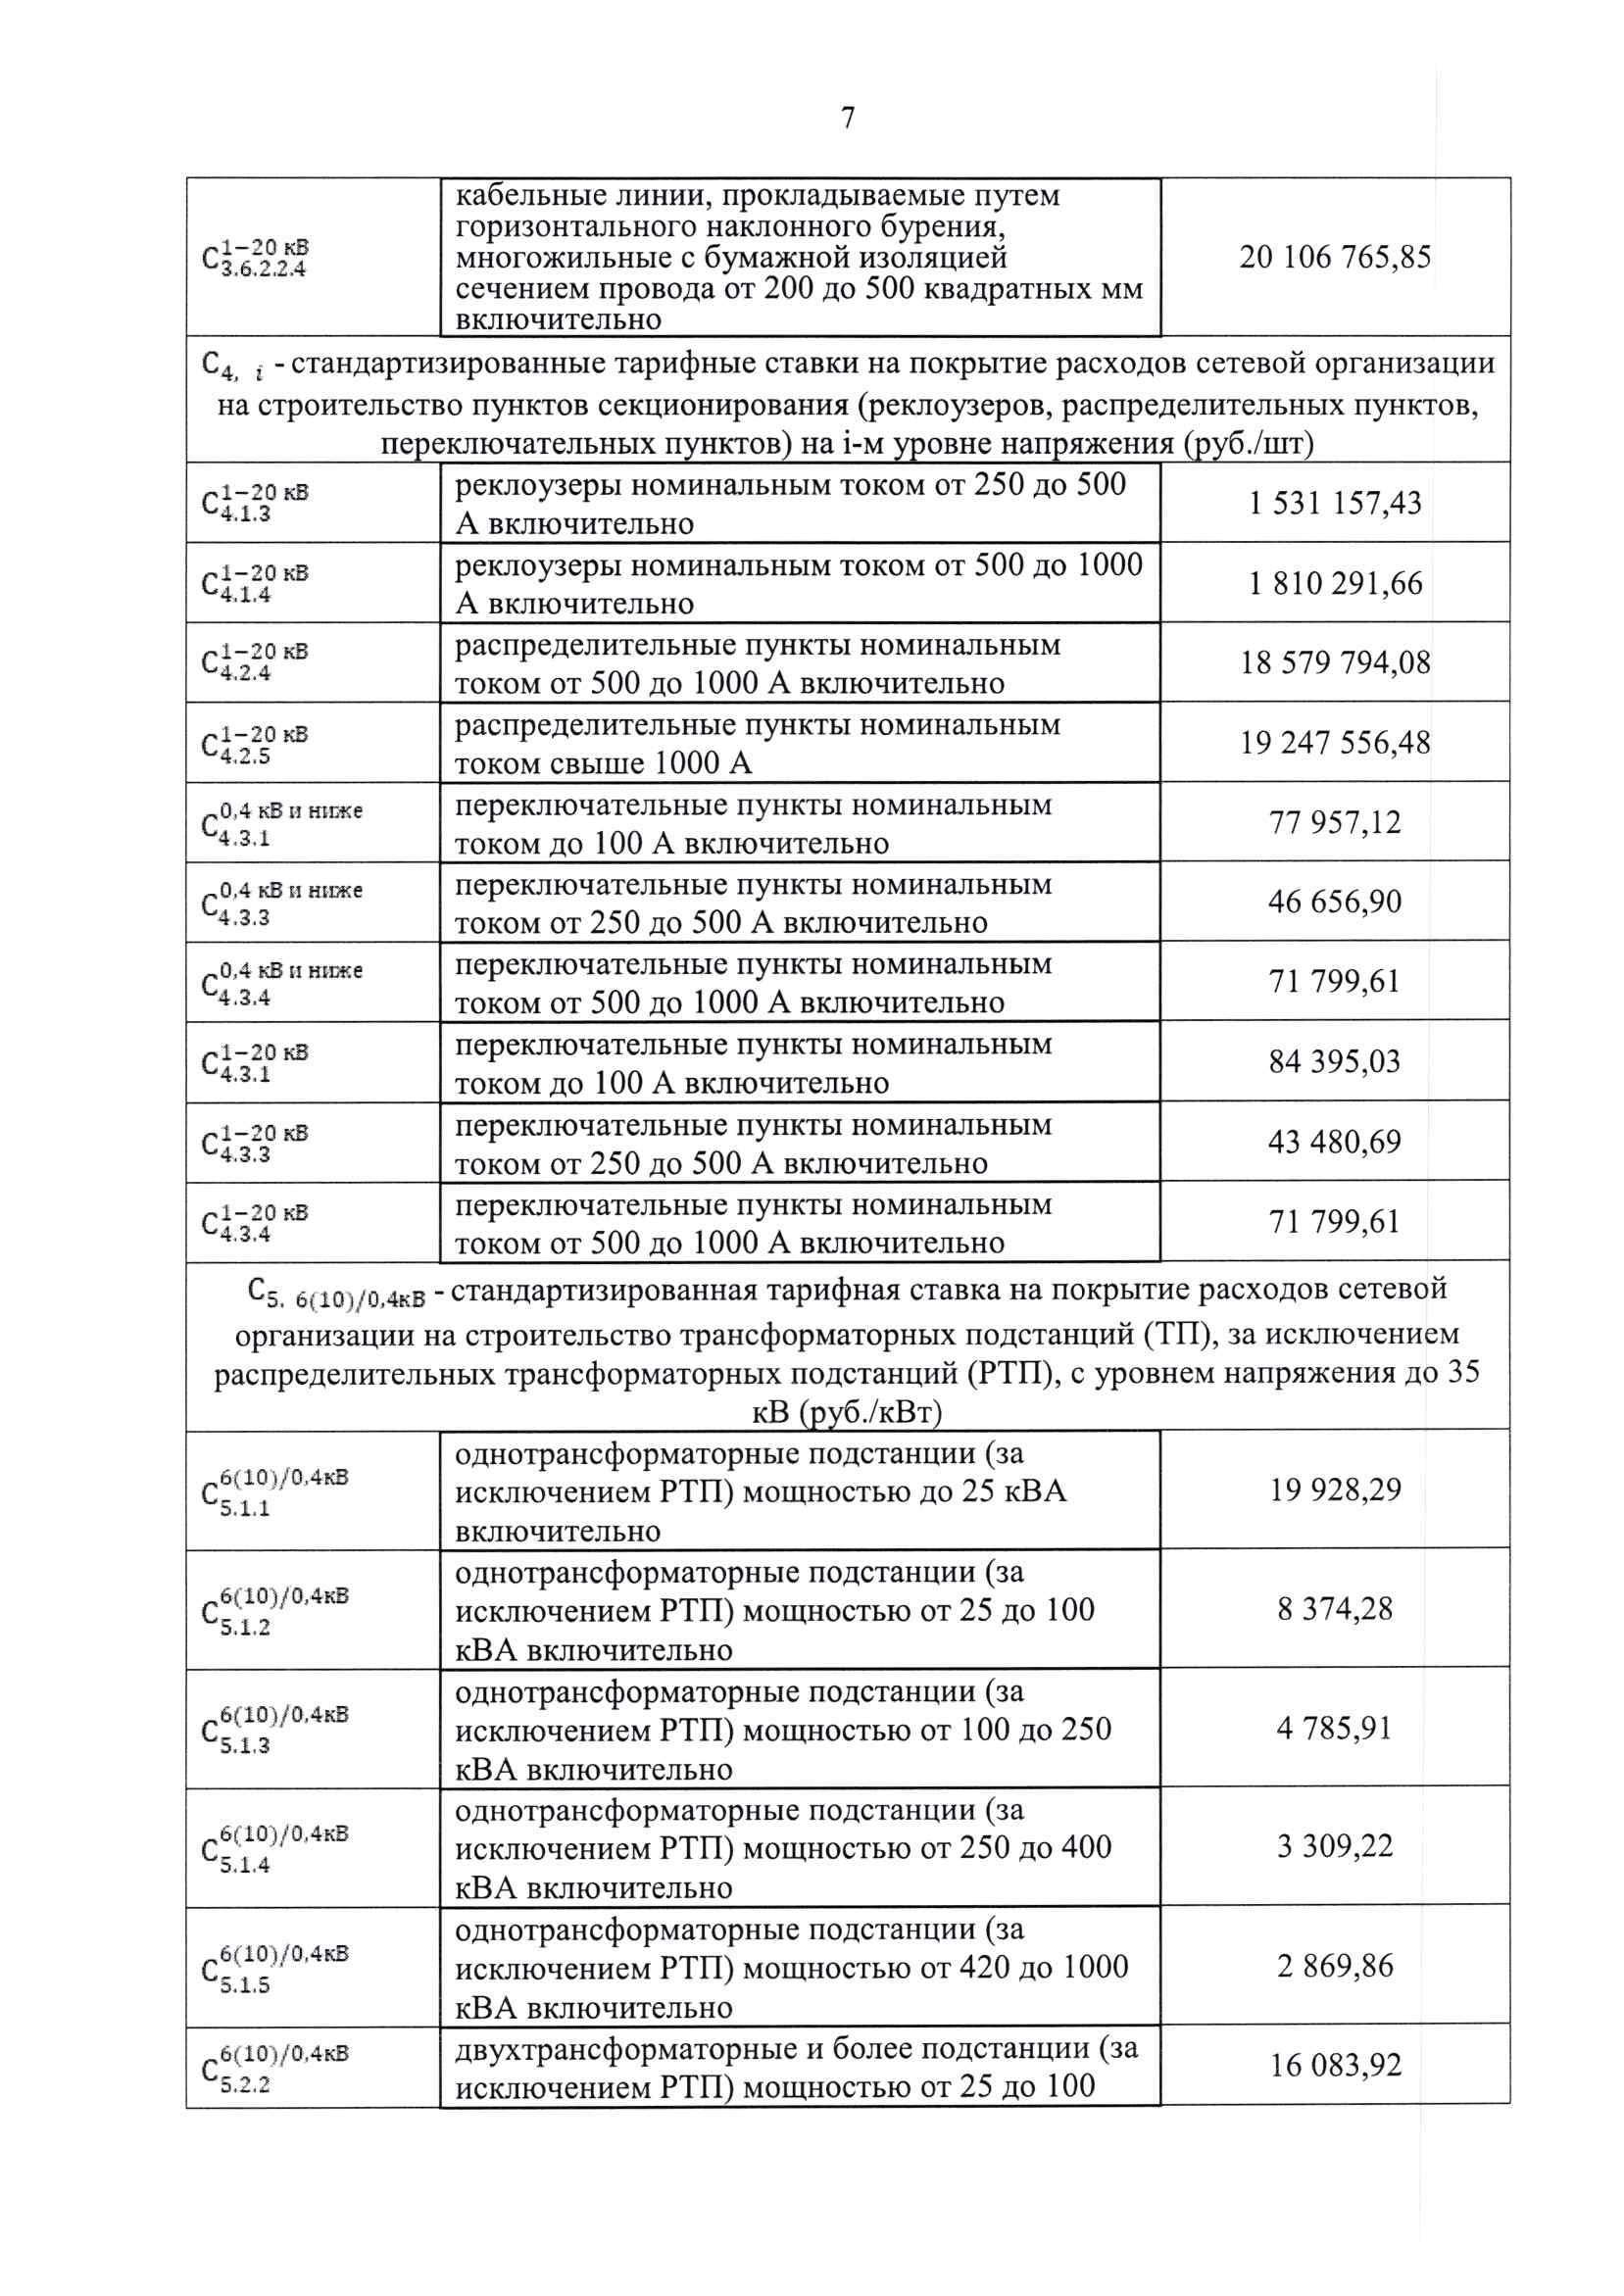 7
кабельные линии, прокладываемые путем
горизонтального наклонного бурения,
C 1−20 кВ 3.6.2.2.4
многожильные с бумажной изоляцией
20 106 765,85
сечением провода от 200 до 500 квадратных мм
включительно
C4, i - стандартизированные тарифные ставки на покрытие расходов сетевой организации
на строительство пунктов секционирования (реклоузеров, распределительных пунктов,
переключательных пунктов) на i-м уровне напряжения (руб./шт)
C 1−20 кВ 4.1.3
реклоузеры номинальным током от 250 до 500
А включительно
1 531 157,43
C 1−20 кВ 4.1.4
реклоузеры номинальным током от 500 до 1000
А включительно
1 810 291,66
C 1−20 кВ 4.2.4
распределительные пункты номинальным
током от 500 до 1000 А включительно
18 579 794,08
C 1−20 кВ 4.2.5
распределительные пункты номинальным
током свыше 1000 А
19 247 556,48
C 0,4 кВ и ниже 4.3.1
переключательные пункты номинальным
током до 100 А включительно
77 957,12
C 0,4 кВ и ниже 4.3.3
переключательные пункты номинальным
током от 250 до 500 А включительно
46 656,90
C 0,4 кВ и ниже 4.3.4
переключательные пункты номинальным
током от 500 до 1000 А включительно
71 799,61
C 1−20 кВ 4.3.1
переключательные пункты номинальным
током до 100 А включительно
84 395,03
C 1−20 кВ 4.3.3
переключательные пункты номинальным
током от 250 до 500 А включительно
43 480,69
C 1−20 кВ 4.3.4
переключательные пункты номинальным
током от 500 до 1000 А включительно
71 799,61
C5. 6(10)/0,4кВ - стандартизированная тарифная ставка на покрытие расходов сетевой
организации на строительство трансформаторных подстанций (ТП), за исключением
распределительных трансформаторных подстанций (РТП), с уровнем напряжения до 35
кВ (руб./кВт)
C 6(10)/0,4кВ 5.1.1
однотрансформаторные подстанции (за
исключением РТП) мощностью до 25 кВА
включительно
19 928,29
C 6(10)/0,4кВ 5.1.2
однотрансформаторные подстанции (за
исключением РТП) мощностью от 25 до 100
кВА включительно
8 374,28
C 6(10)/0,4кВ 5.1.3
однотрансформаторные подстанции (за
исключением РТП) мощностью от 100 до 250
кВА включительно
4 785,91
C 6(10)/0,4кВ 5.1.4
однотрансформаторные подстанции (за
исключением РТП) мощностью от 250 до 400
кВА включительно
3 309,22
C 6(10)/0,4кВ 5.1.5
однотрансформаторные подстанции (за
исключением РТП) мощностью от 420 до 1000
кВА включительно
2 869,86
C 6(10)/0,4кВ 5.2.2
двухтрансформаторные и более подстанции (за
исключением РТП) мощностью от 25 до 100
16 083,92